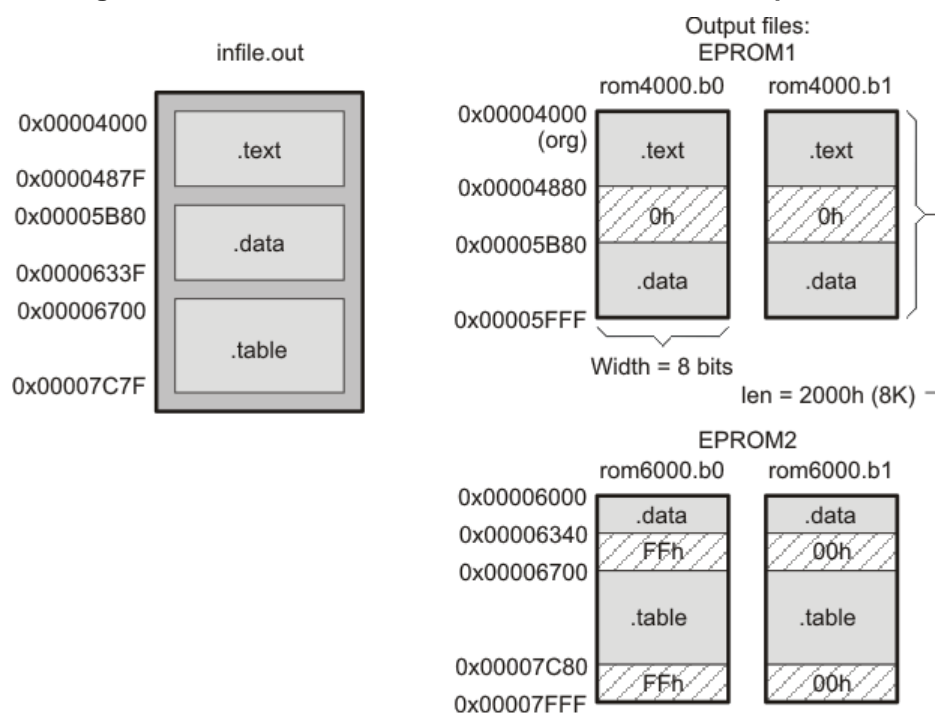 infile.out
0x00004000
.text
0x0000487F
0x00005B80
.data
0x0000633F
0x00006700
.table
0x00007C7F
Output files:
EPROM1
rom4000.b0
rom4000.b1
0x00004000
(org)
.text
.text
0x00004880
0h
0h
0x00005B80
.data
.data
0x00005FFF
Width = 8 bits
len = 2000h (8K)
EPROM2
rom6000.b0
rom6000.b1
0x00006000
.data
.data
0x00006340
FFh
00h
0x00006700
.table
.table
0x00007C80
FFh
00h
0x00007FFF